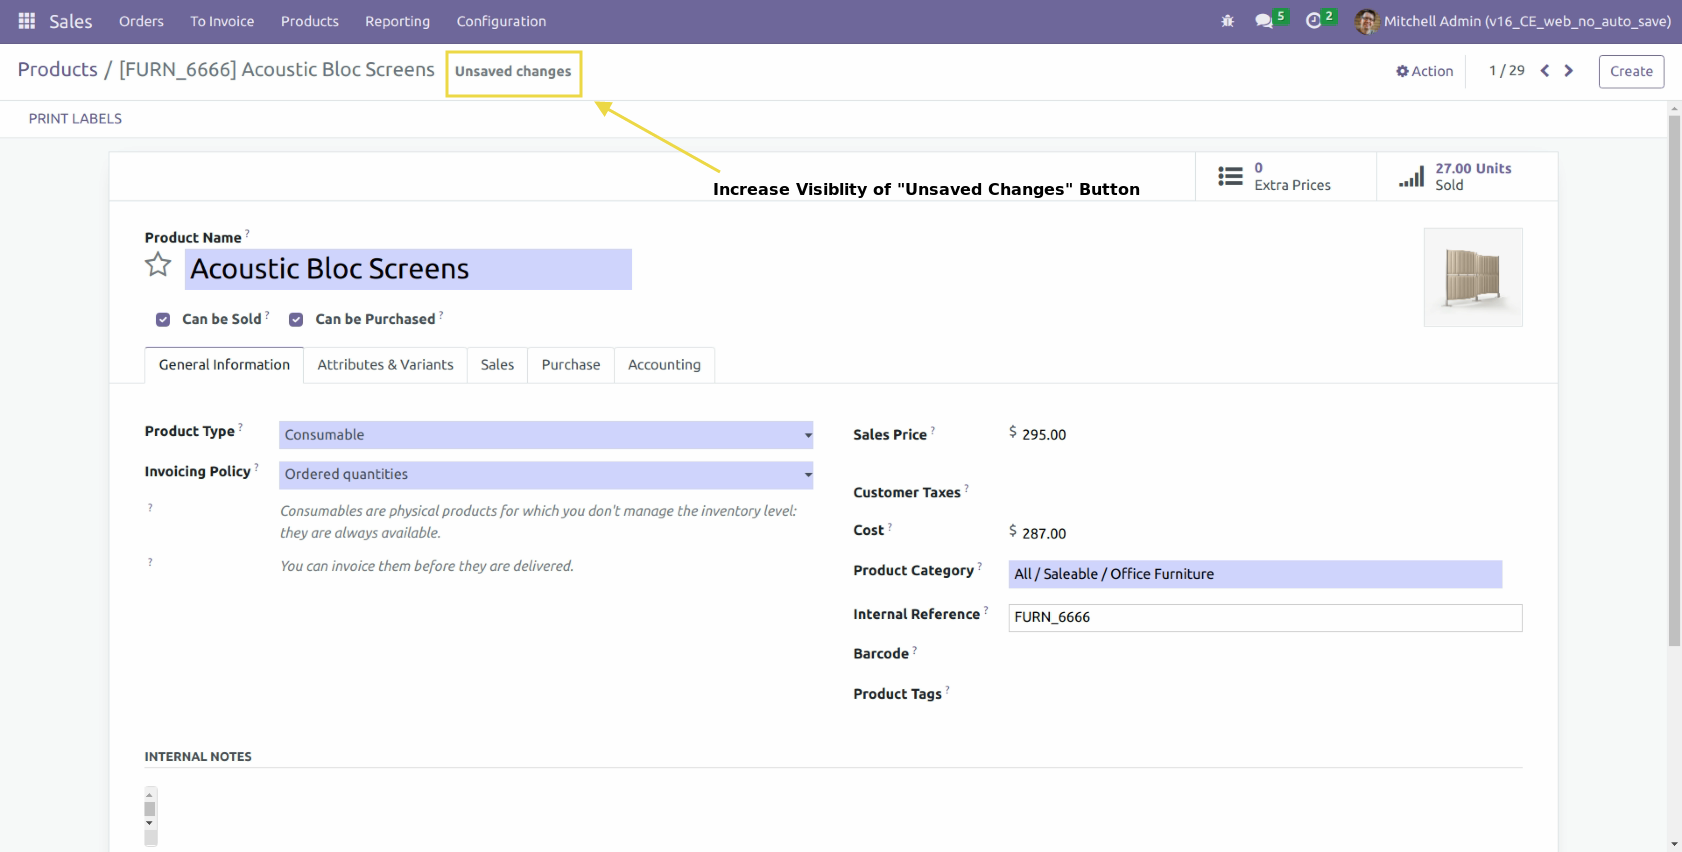 Sales Orders To Invoice Products Reporting Configuration 5 2 Mitchell Admin (v16_CE_web_no_auto_save)
Products / [FURN_6666] Acoustic Bloc Screens Unsaved changes Action 1 / 29 Create
PRINT LABELS
0 27.00 Units
Increase Visiblity of "Unsaved Changes" Button Extra Prices Sold
Product Name ?
Acoustic Bloc Screens
Can be Sold ? Can be Purchased ?
General Information Attributes & Variants Sales Purchase Accounting
Product Type ? Consumable Sales Price ? $ 295.00
Invoicing Policy ? Ordered quantities
Customer Taxes ?
? Consumables are physical products for which you don't manage the inventory level:
they are always available. Cost ? $ 287.00
? You can invoice them before they are delivered. Product Category ? All / Saleable / Office Furniture
Internal Reference ? FURN_6666
Barcode ?
Product Tags ?
INTERNAL NOTES